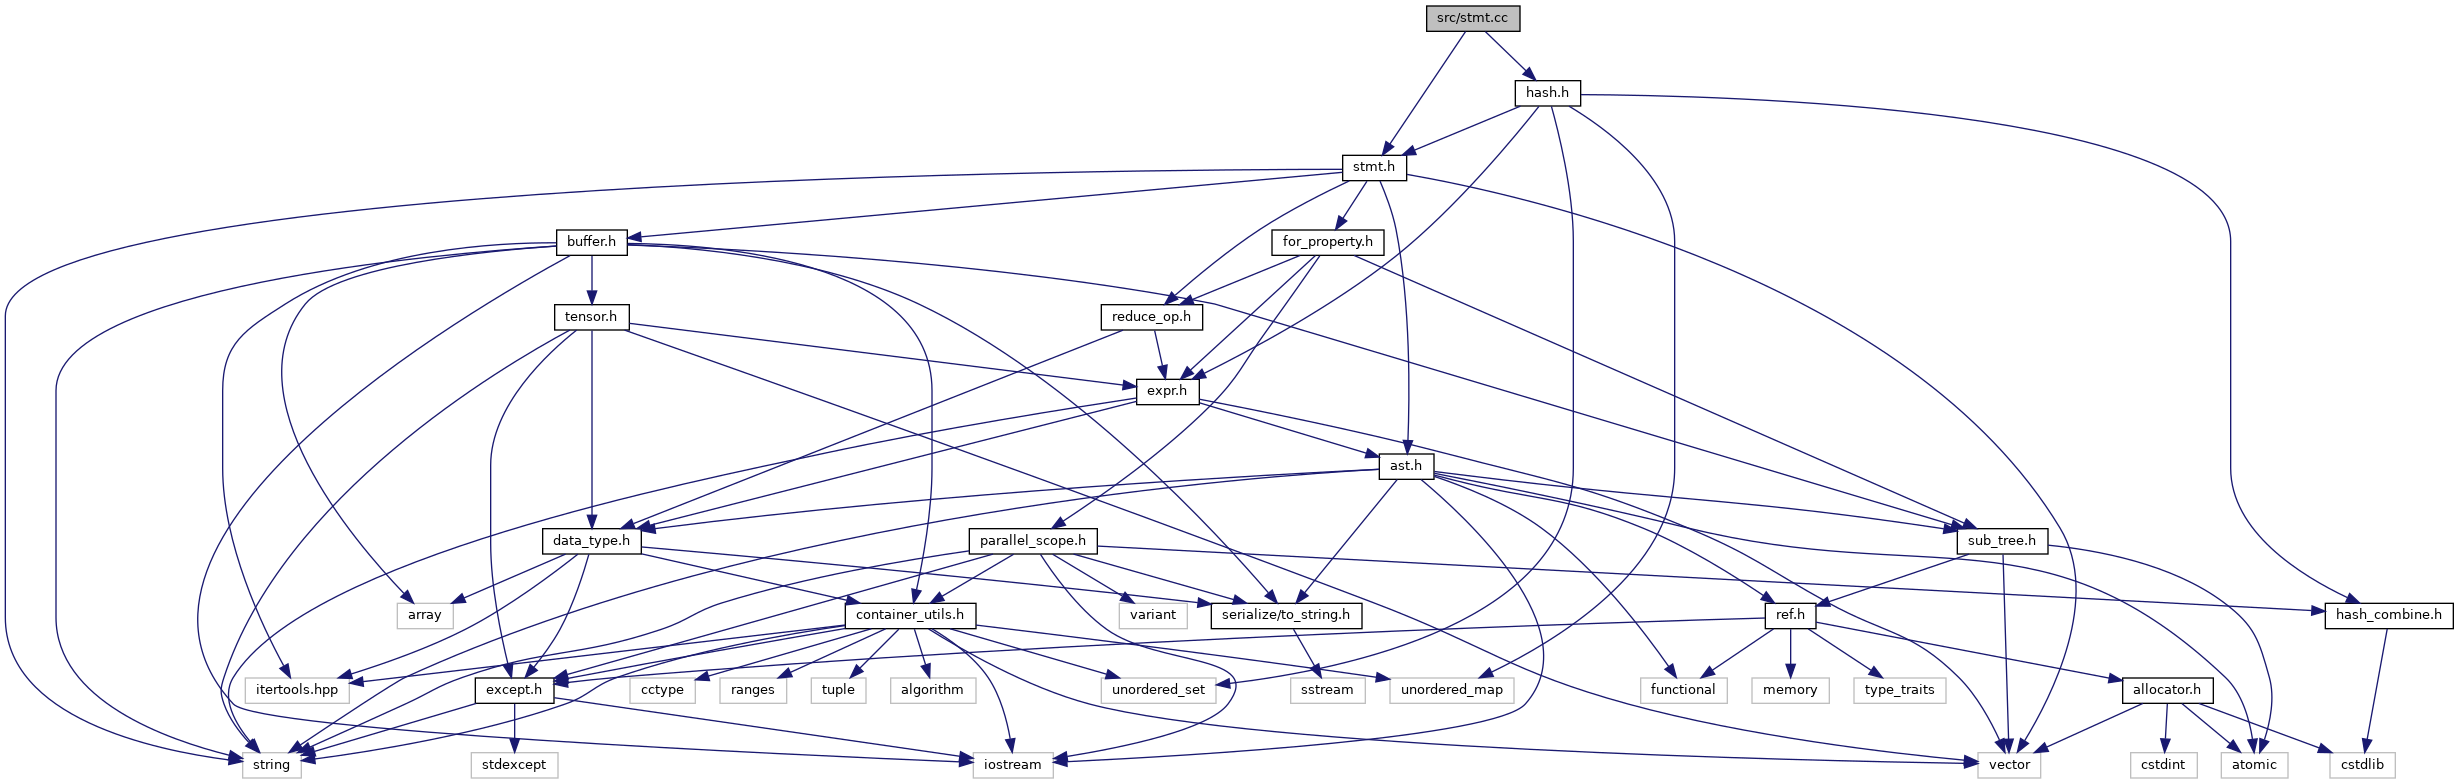 src/stmt.cc
hash.h
stmt.h
buffer.h
for_property.h
tensor.h
reduce_op.h
expr.h
ast.h
data_type.h
parallel_scope.h
sub_tree.h
array
container_utils.h
variant
serialize/to_string.h
ref.h
hash_combine.h
itertools.hpp
except.h
cctype
ranges
tuple
algorithm
unordered_set
sstream
unordered_map
functional
memory
type_traits
allocator.h
string
stdexcept
iostream
vector
cstdint
atomic
cstdlib